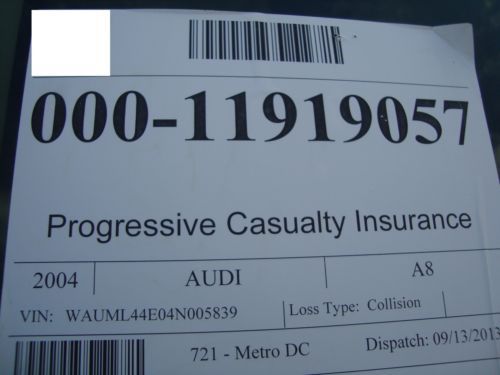 000-11919057
Progressive Casualty Insurance
2004 AUDI A8
VIN: WAUML44E04N005839 Loss Type: Collision
721 - Metro DC Dispatch: 09/13/2013